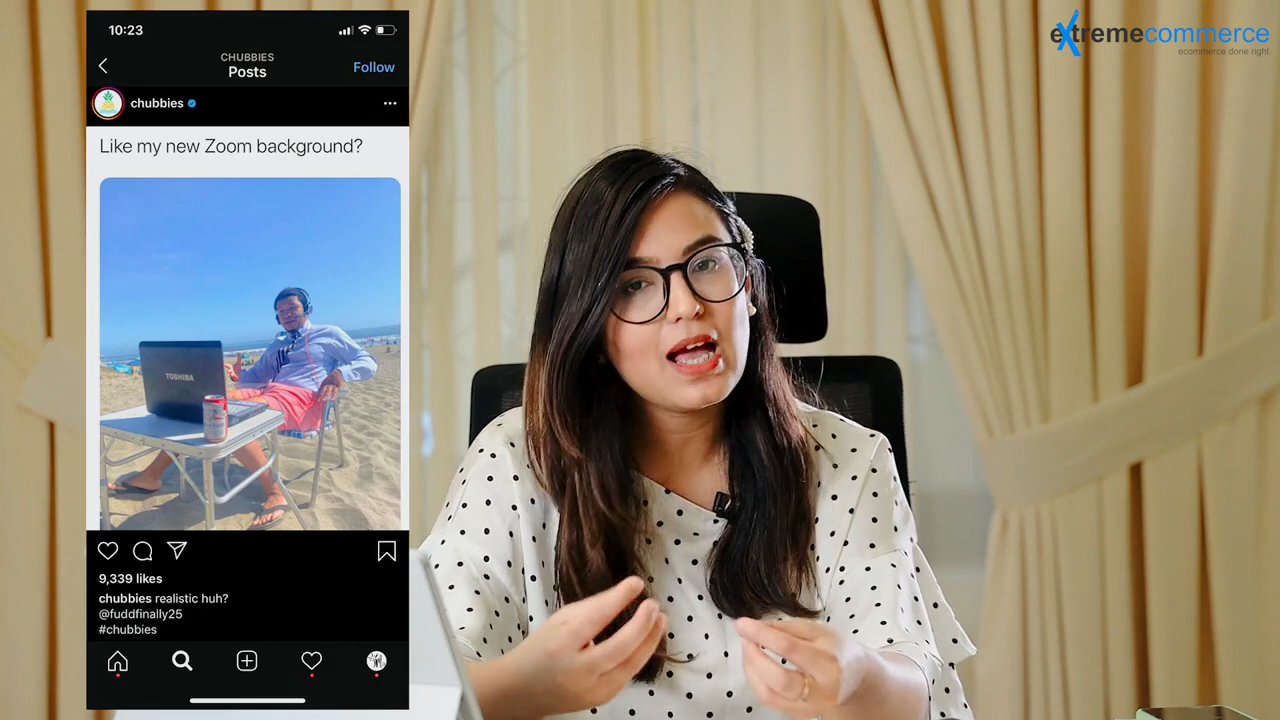 10:23
CHUBBIES
Posts
Follow
chubbies
Like my new Zoom background?
TOSHIBA
9,339 likes
chubbies realistic huh?
@fuddfinally25
#chubbies
extremecommerce
ecommerce done right